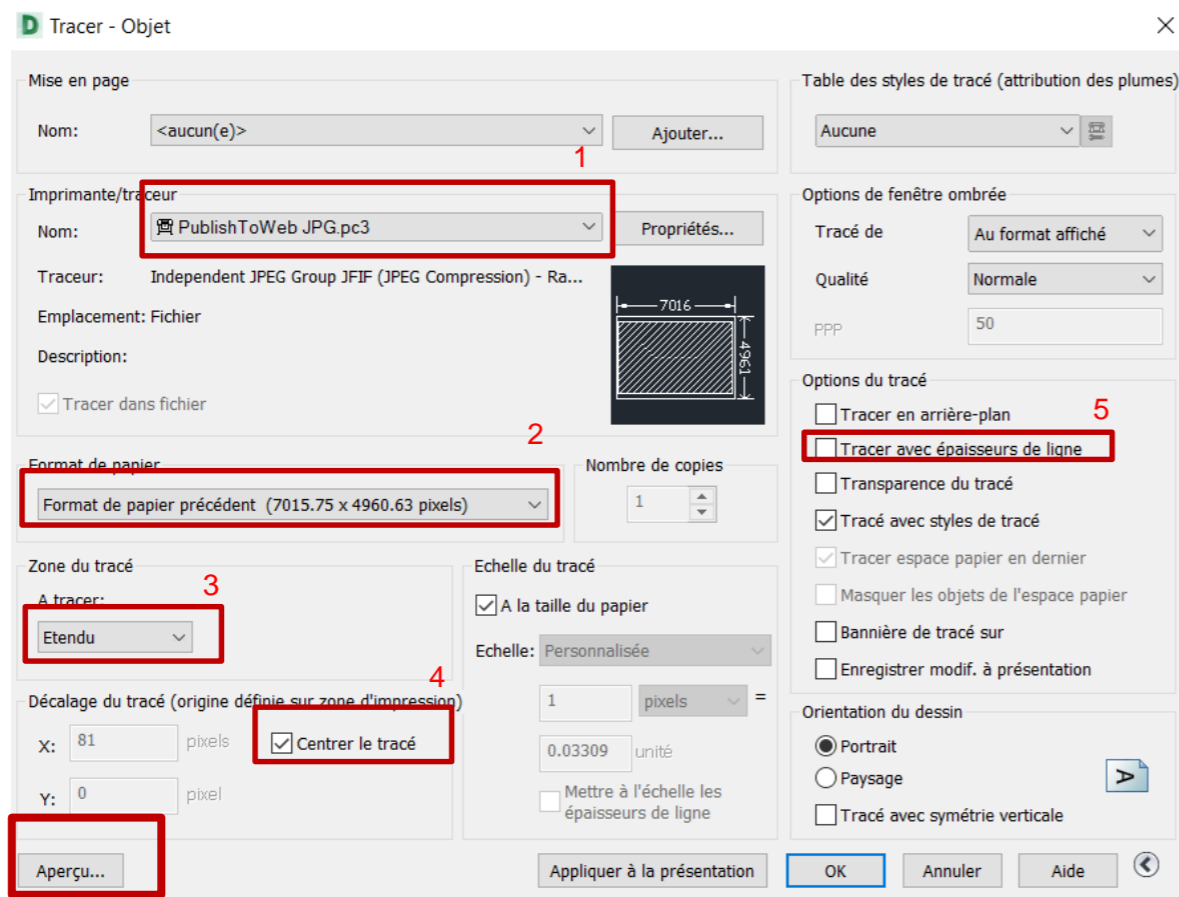 D Tracer - Objet
Mise en page
Nom: <aucun(e)> Ajouter...
1
Imprimante/traceur
Nom: PublishToWeb JPG.pc3 Propriétés...
Traceur: Independent JPEG Group JFIF (JPEG Compression) - Ra...
Emplacement: Fichier
Description:
Tracer dans fichier
7016
4961
2
Format de papier
Format de papier précédent (7015.75 x 4960.63 pixels)
Nombre de copies
1
Zone du tracé
3
A tracer:
Etendu
4
Décalage du tracé (origine définie sur zone d'impression)
X: 81 pixels Centrer le tracé
Y: 0 pixel
Echelle du tracé
A la taille du papier
Echelle: Personnalisée
1 pixels =
0.03309 unité
Mettre à l'échelle les
épaisseurs de ligne
Table des styles de tracé (attribution des plumes)
Aucune
Options de fenêtre ombrée
Tracé de Au format affiché
Qualité Normale
PPP 50
Options du tracé
Tracer en arrière-plan
5
Tracer avec épaisseurs de ligne
Transparence du tracé
Tracé avec styles de tracé
Tracer espace papier en dernier
Masquer les objets de l'espace papier
Bannière de tracé sur
Enregistrer modif. à présentation
Orientation du dessin
Portrait
Paysage
A
Tracé avec symétrie verticale
Aperçu... Appliquer à la présentation OK Annuler Aide